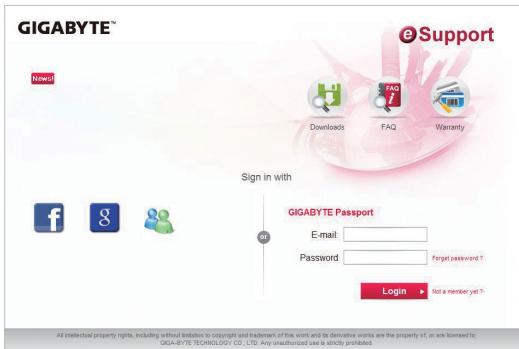 GIGABYTE™
eSupport
News!
FAQ
Downloads
FAQ
Warranty
Sign in with
GIGABYTE Passport
or
E-mail:
Password
Forget password ?
Login
Not a member yet ?
All intellectual property rights, including without limitation to copyright and trademark of this work and its derivative works are the property of, or are licensed to,
GIGA-BYTE TECHNOLOGY CO., LTD. Any unauthorized use is strictly prohibited.